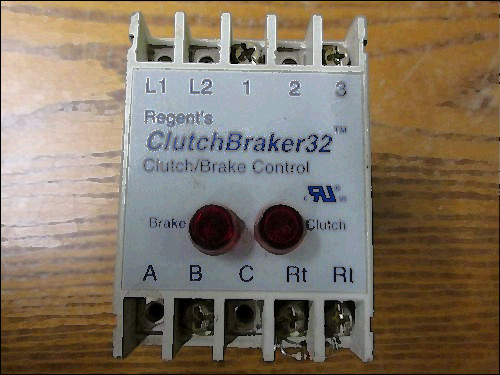 L1 L2 1 2 3
Regent's
ClutchBraker32™
Clutch/Brake Control
Brake Clutch
A B C Rt Rt